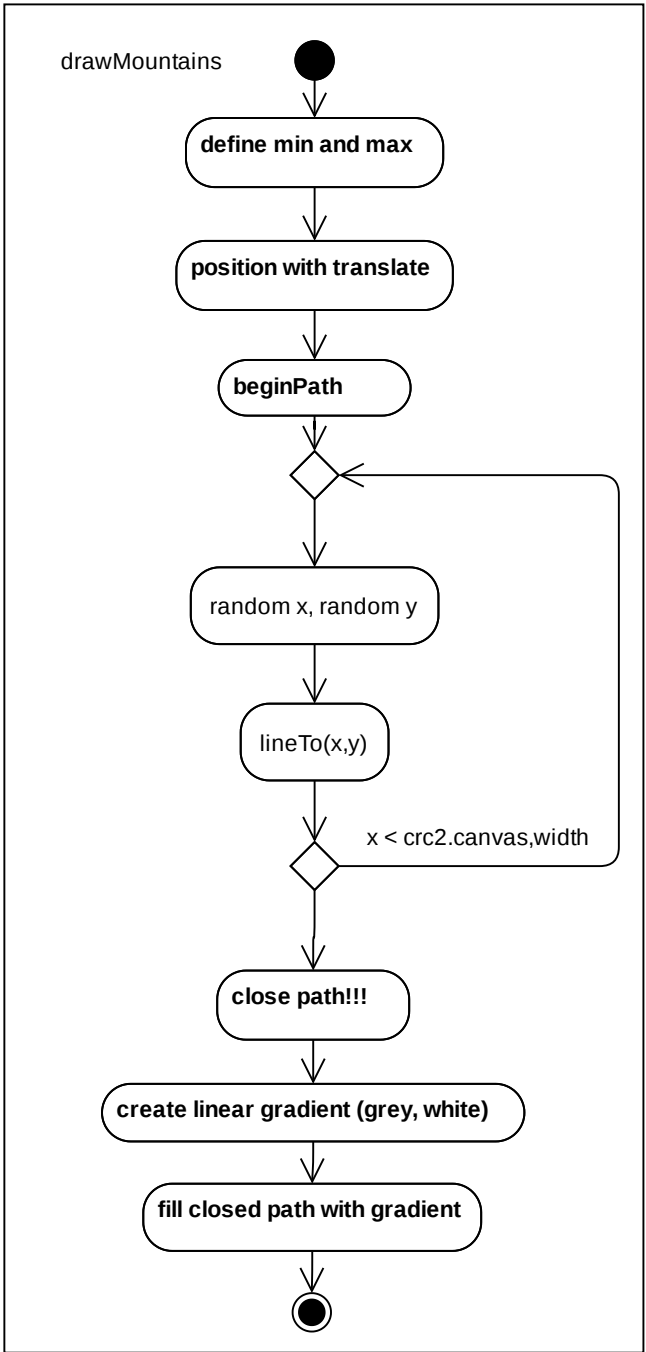 drawMountains
define min and max
position with translate
beginPath
random x, random y
lineTo(x,y)
x < crc2.canvas,width
close path!!!
create linear gradient (grey, white)
fill closed path with gradient